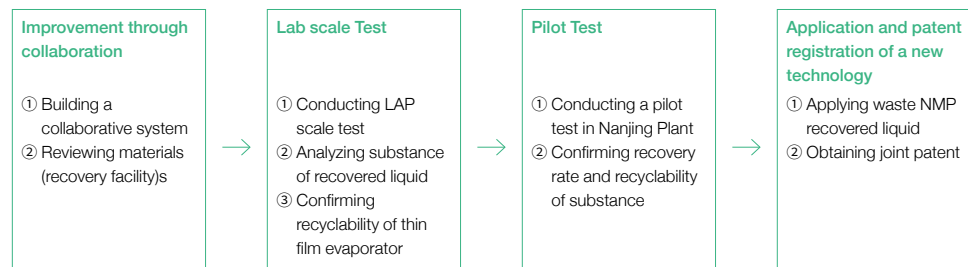 Improvement through
collaboration
① Building a
collaborative system
② Reviewing materials
(recovery facility)s
Lab scale Test
① Conducting LAP
scale test
② Analyzing substance
of recovered liquid
③ Confirming
recyclability of thin
film evaporator
Pilot Test
① Conducting a pilot
test in Nanjing Plant
② Confirming recovery
rate and recyclability
of substance
Application and patent
registration of a new
technology
① Applying waste NMP
recovered liquid
② Obtaining joint patent